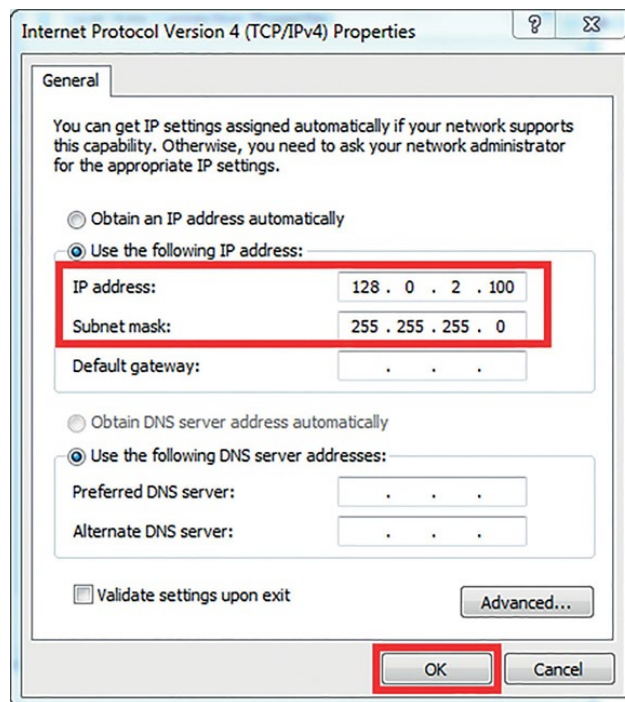 Internet Protocol Version 4 (TCP/IPv4) Properties
General
You can get IP settings assigned automatically if your network supports
this capability. Otherwise, you need to ask your network administrator
for the appropriate IP settings.
Obtain an IP address automatically
Use the following IP address:
IP address: 128 . 0 . 2 . 100
Subnet mask: 255 . 255 . 255 . 0
Default gateway: . . .
Obtain DNS server address automatically
Use the following DNS server addresses:
Preferred DNS server: . . .
Alternate DNS server: . . .
Validate settings upon exit
Advanced...
OK Cancel